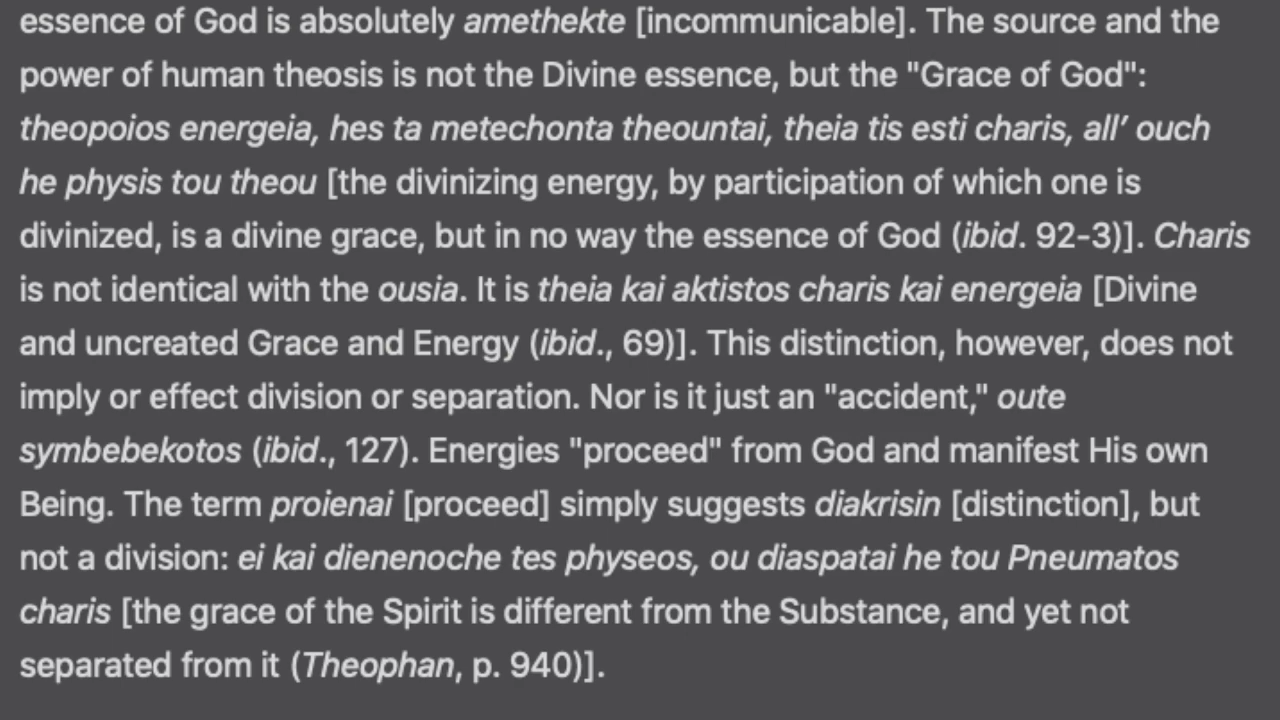 essence of God is absolutely amethekte [incommunicable]. The source and the
power of human theosis is not the Divine essence, but the "Grace of God":
theopoios energeia, hes ta metechonta theountai, theia tis esti charis, all’ ouch
he physis tou theou [the divinizing energy, by participation of which one is
divinized, is a divine grace, but in no way the essence of God (ibid. 92-3)]. Charis
is not identical with the ousia. It is theia kai aktistos charis kai energeia [Divine
and uncreated Grace and Energy (ibid., 69)]. This distinction, however, does not
imply or effect division or separation. Nor is it just an "accident," oute
symbebekotos (ibid., 127). Energies "proceed" from God and manifest His own
Being. The term proienai [proceed] simply suggests diakrisin [distinction], but
not a division: ei kai dienenoche tes physeos, ou diaspatai he tou Pneumatos
charis [the grace of the Spirit is different from the Substance, and yet not
separated from it (Theophan, p. 940)].